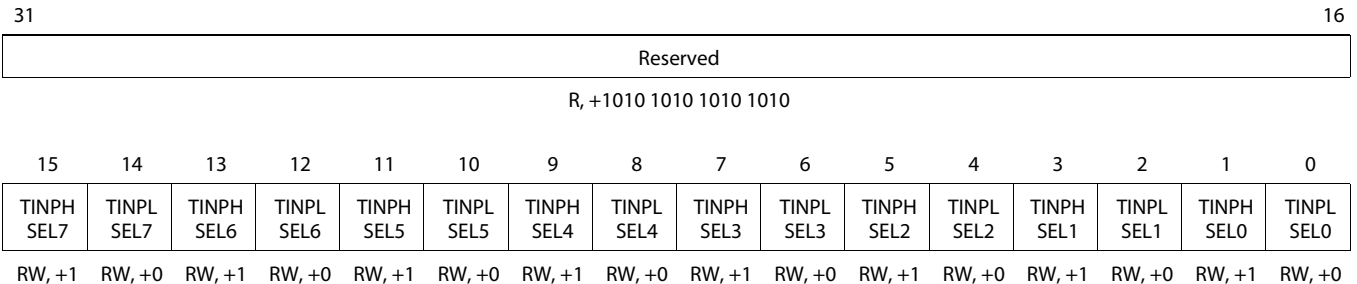 31 16
Reserved
R, +1010 1010 1010 1010
15 14 13 12 11 10 9 8 7 6 5 4 3 2 1 0
TINPH TINPL TINPH TINPL TINPH TINPL TINPH TINPL TINPH TINPL TINPH TINPL TINPH TINPL TINPH TINPL
SEL7 SEL7 SEL6 SEL6 SEL5 SEL5 SEL4 SEL4 SEL3 SEL3 SEL2 SEL2 SEL1 SEL1 SEL0 SEL0
RW, +1 RW, +0 RW, +1 RW, +0 RW, +1 RW, +0 RW, +1 RW, +0 RW, +1 RW, +0 RW, +1 RW, +0 RW, +1 RW, +0 RW, +1 RW, +0